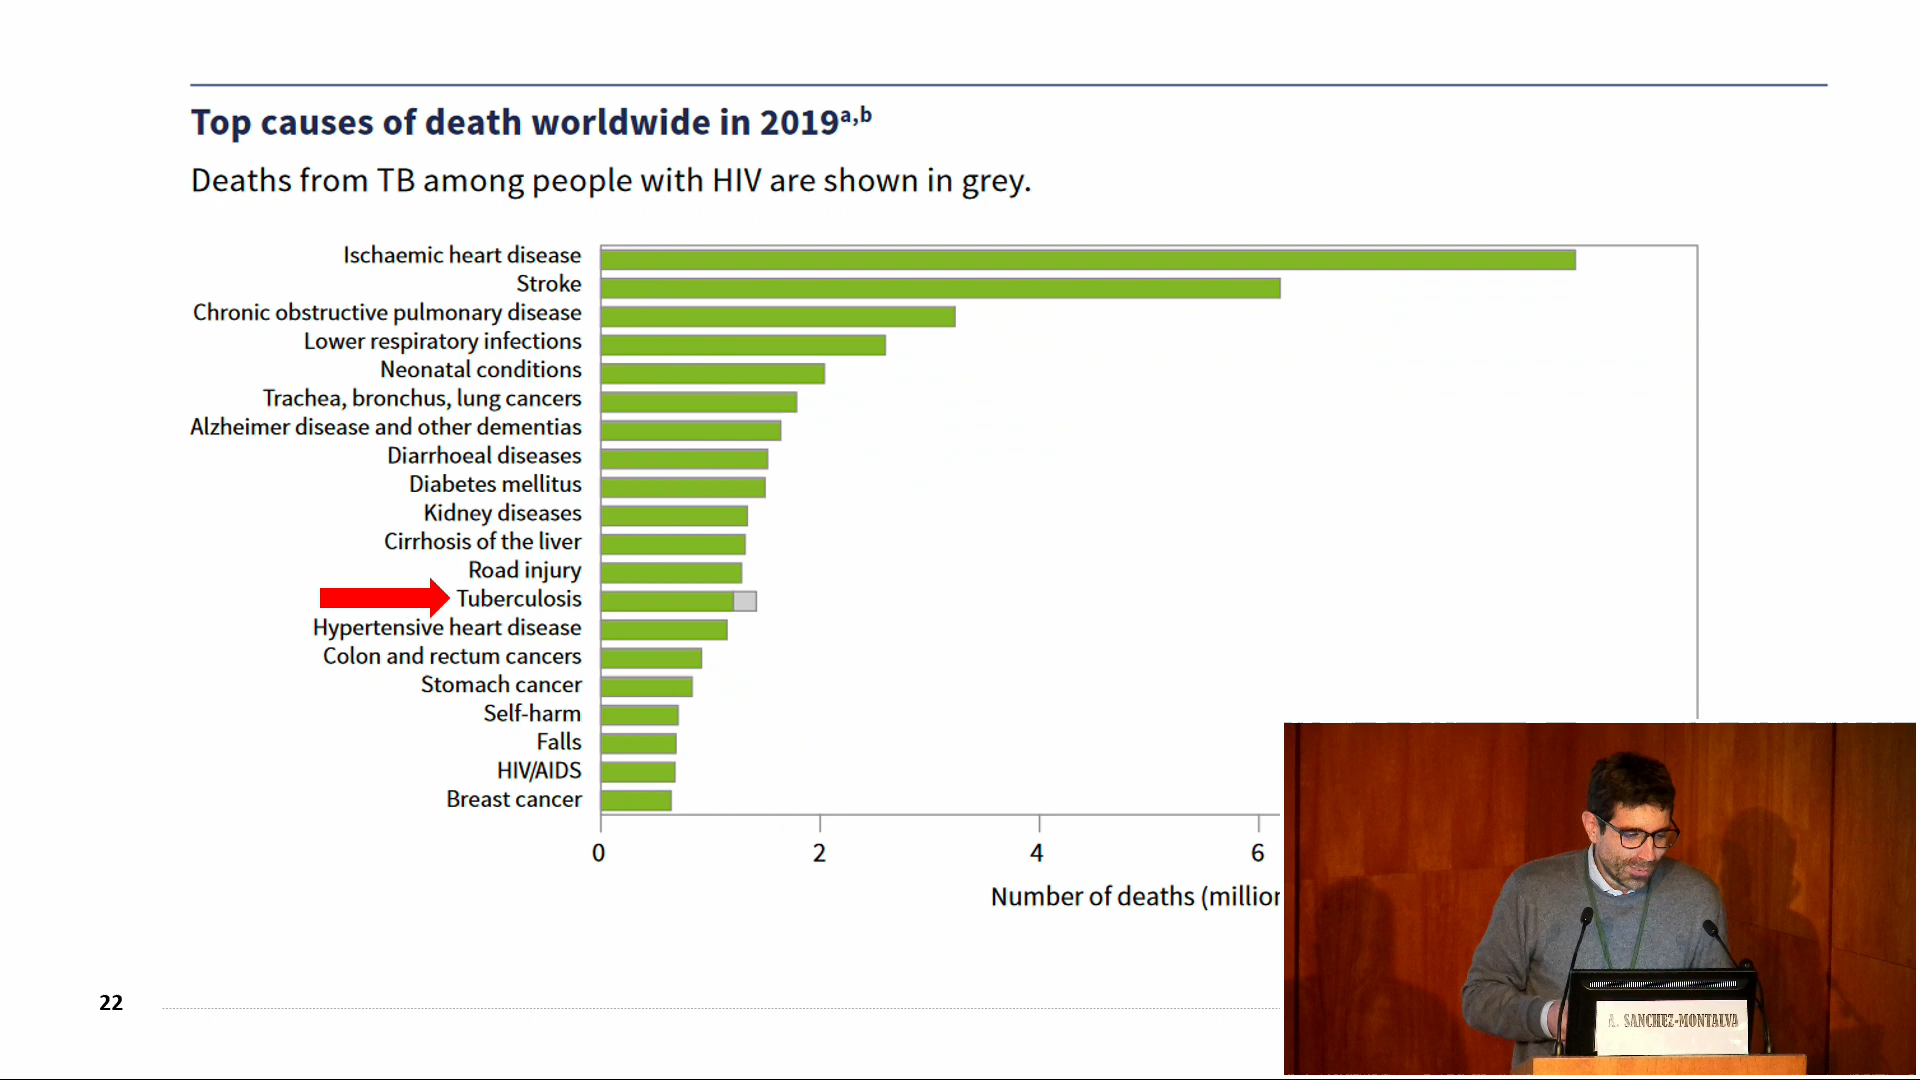 Top causes of death worldwide in 2019a,b
Deaths from TB among people with HIV are shown in grey.
Ischaemic heart disease
Stroke
Chronic obstructive pulmonary disease
Lower respiratory infections
Neonatal conditions
Trachea, bronchus, lung cancers
Alzheimer disease and other dementias
Diarrhoeal diseases
Diabetes mellitus
Kidney diseases
Cirrhosis of the liver
Road injury
Tuberculosis
Hypertensive heart disease
Colon and rectum cancers
Stomach cancer
Self-harm
Falls
HIV/AIDS
Breast cancer
0 2 4 6
Number of deaths (million
22
A. SANCHEZ-MONTALVA